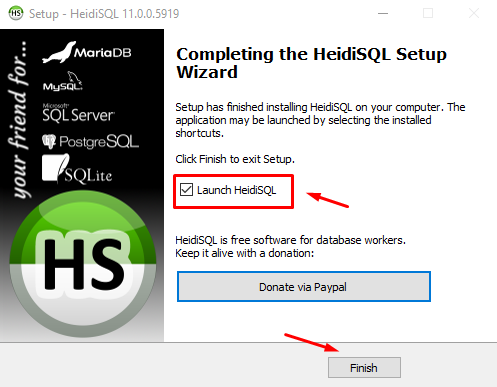 Setup - HeidiSQL 11.0.0.5919
HS
your friend for...
MariaDB
MySQL
Microsoft
SQL Server
PostgreSQL
SQLite
HS
Completing the HeidiSQL Setup
Wizard
Setup has finished installing HeidiSQL on your computer. The
application may be launched by selecting the installed
shortcuts.
Click Finish to exit Setup.
Launch HeidiSQL
HeidiSQL is free software for database workers.
Keep it alive with a donation:
Donate via Paypal
Finish